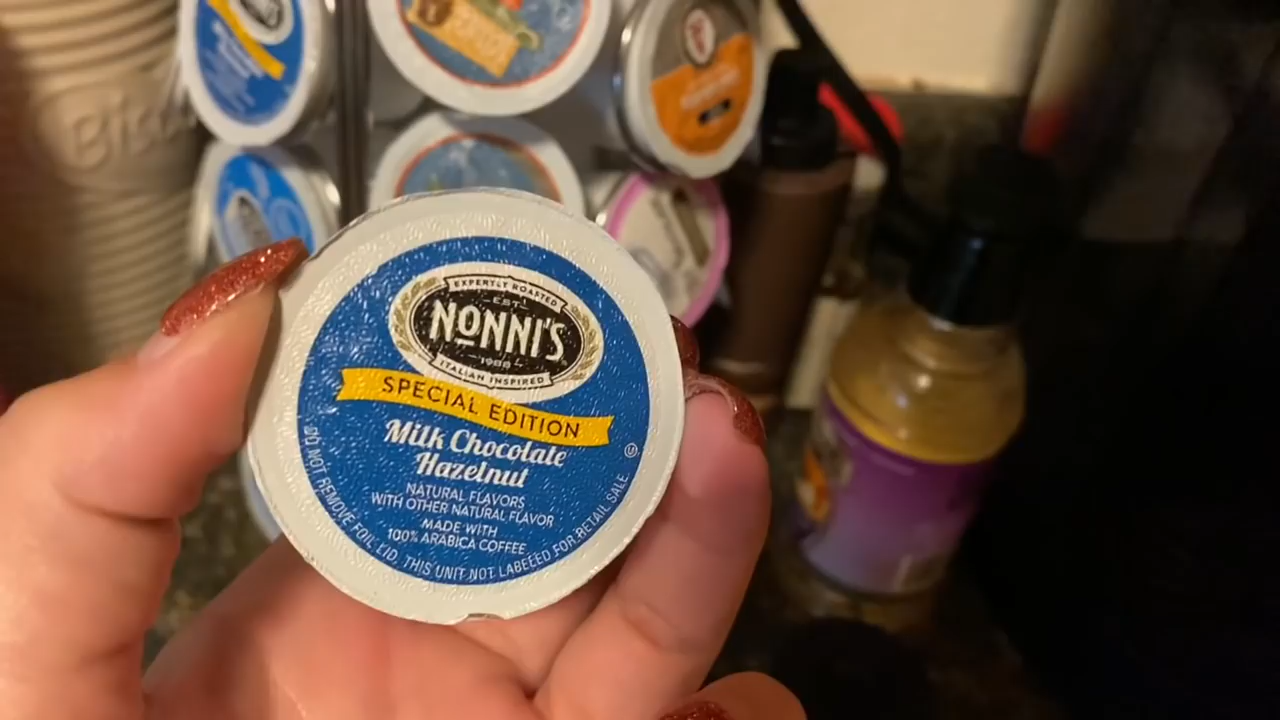 EXPERTLY ROASTED
EST.
NONNI'S
1988
ITALIAN INSPIRED
SPECIAL EDITION
Milk Chocolate
Hazelnut
NATURAL FLAVORS
WITH OTHER NATURAL FLAVOR
MADE WITH
100% ARABICA COFFEE
DO NOT REMOVE FOIL LID. THIS UNIT NOT LABELED FOR RETAIL SALE.